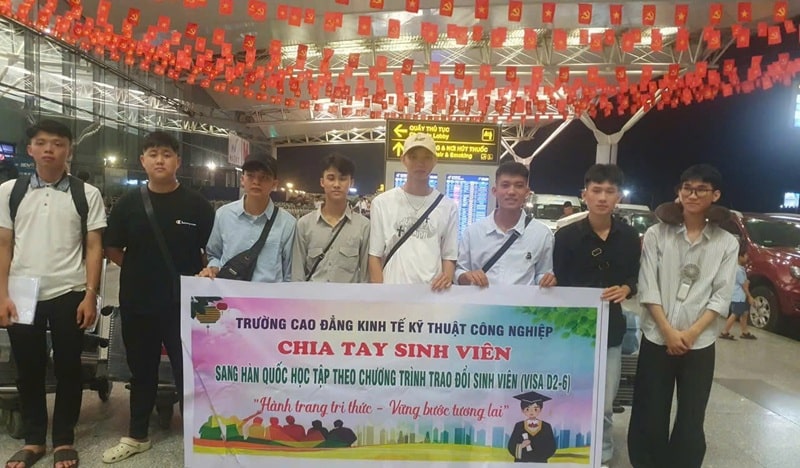 QUẦY THỦ TỤC
TRƯỜNG CAO ĐẲNG KINH TẾ KỸ THUẬT CÔNG NGHIỆP
CHIA TAY SINH VIÊN
SANG HÀN QUỐC HỌC TẬP THEO CHƯƠNG TRÌNH TRAO ĐỔI SINH VIÊN (VISA D2-6)
"Hành trang tri thức - Vững bước tương lai"